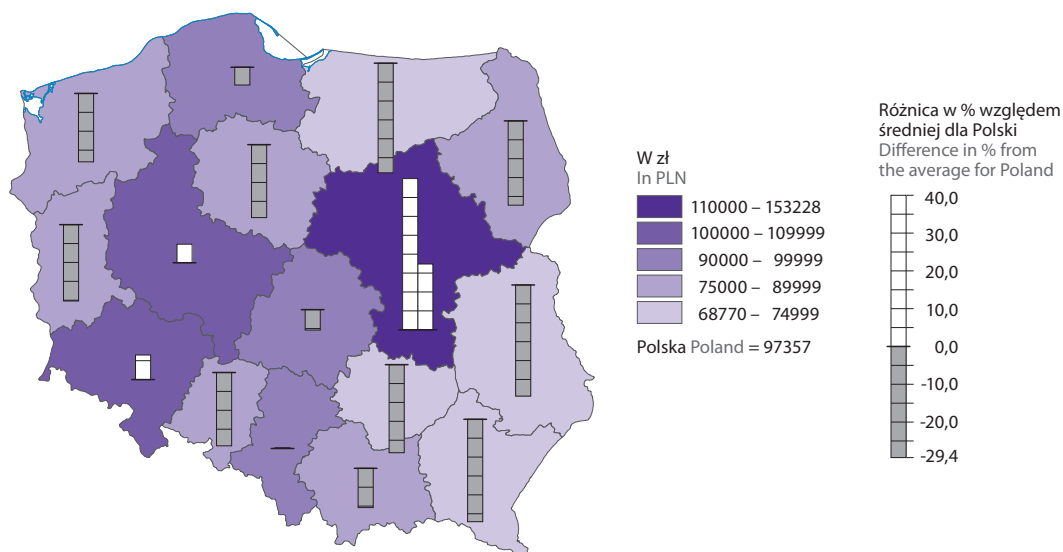 W zł
In PLN
110000 – 153228
100000 – 109999
90000 – 99999
75000 – 89999
68770 – 74999
Polska Poland = 97357
Różnica w % względem
średniej dla Polski
Difference in % from
the average for Poland
40,0
30,0
20,0
10,0
0,0
-10,0
-20,0
-29,4